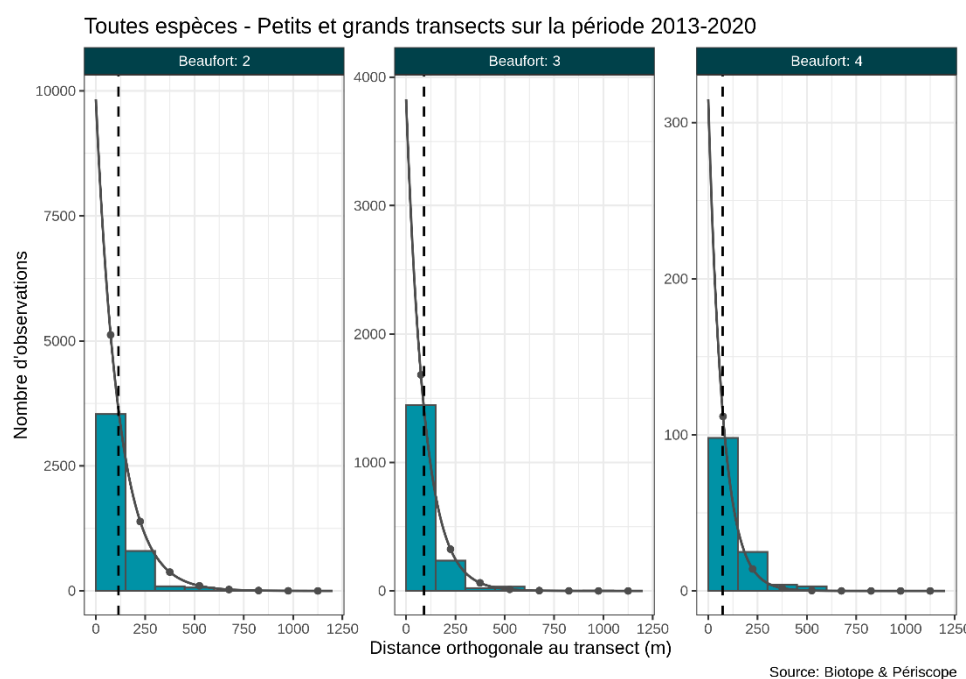 Toutes espèces - Petits et grands transects sur la période 2013-2020
Beaufort: 2
Beaufort: 3
Beaufort: 4
Nombre d'observations
10000
7500
5000
2500
0
4000
3000
2000
1000
0
300
200
100
0
0 250 500 750 1000 1250
0 250 500 750 1000 1250
0 250 500 750 1000 125
Distance orthogonale au transect (m)
Source: Biotope & Périscope